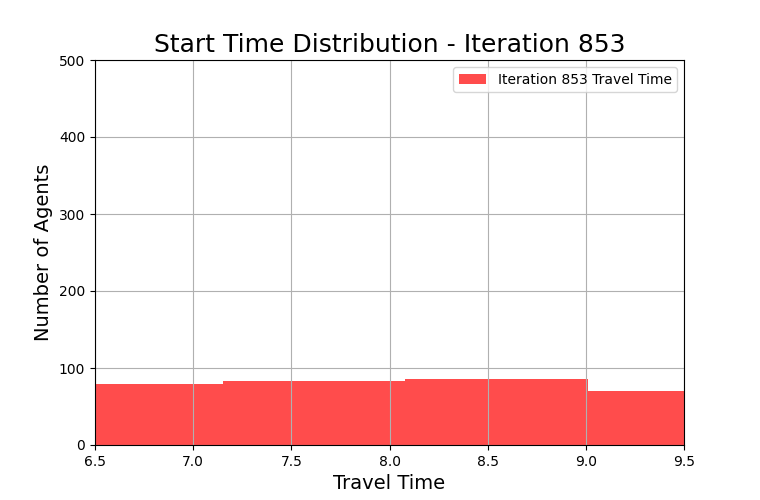 Start Time Distribution - Iteration 853
Iteration 853 Travel Time
Number of Agents
500
400
300
200
100
0
6.5 7.0 7.5 8.0 8.5 9.0 9.5
Travel Time